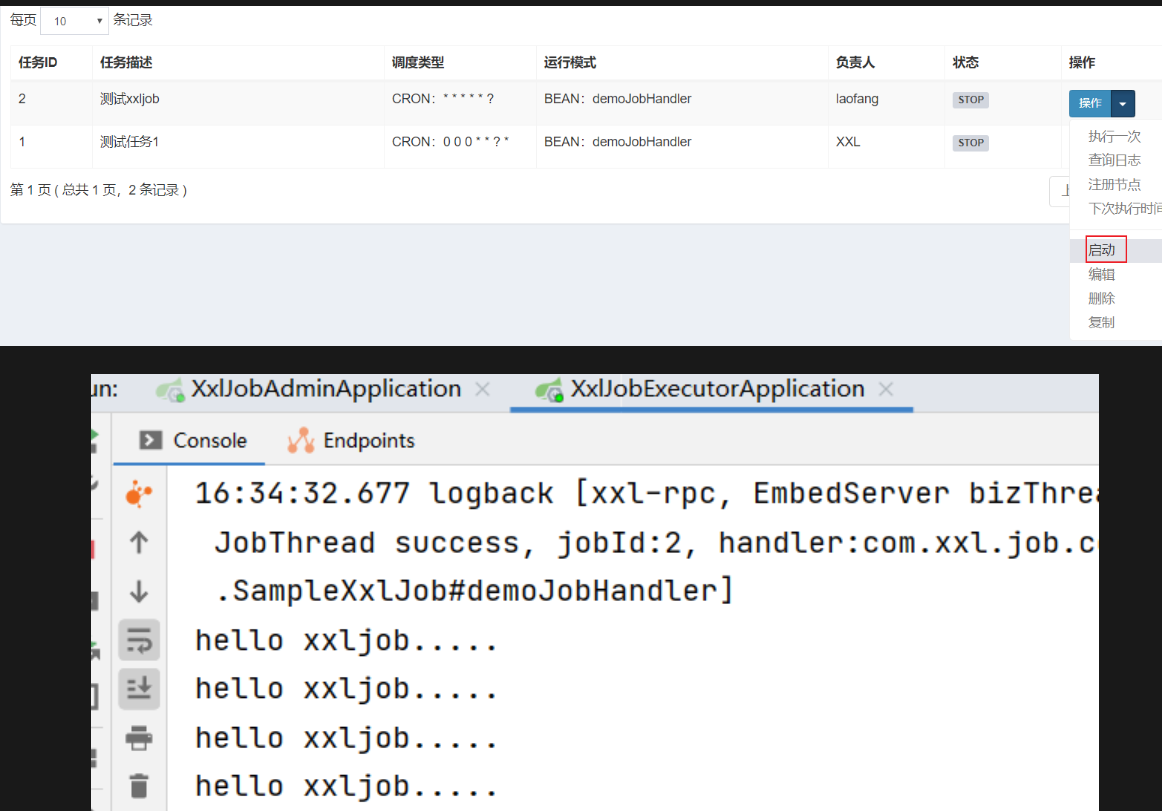 每页 10 条记录
任务ID 任务描述 调度类型 运行模式 负责人 状态 操作
2 测试xxljob CRON：* * * * * ? BEAN：demoJobHandler laofang STOP 操作
1 测试任务1 CRON：0 0 0 * * ? * BEAN：demoJobHandler XXL STOP
执行一次
查询日志
注册节点
下次执行时间
第 1 页 ( 总共 1 页，2 条记录 ) 上
启动
编辑
删除
复制
un: XxlJobAdminApplication XxlJobExecutorApplication
Console Endpoints
16:34:32.677 logback [xxl-rpc, EmbedServer bizThrea
JobThread success, jobId:2, handler:com.xxl.job.c
.SampleXxlJob#demoJobHandler]
hello xxljob.....
hello xxljob.....
hello xxljob.....
hello xxljob.....